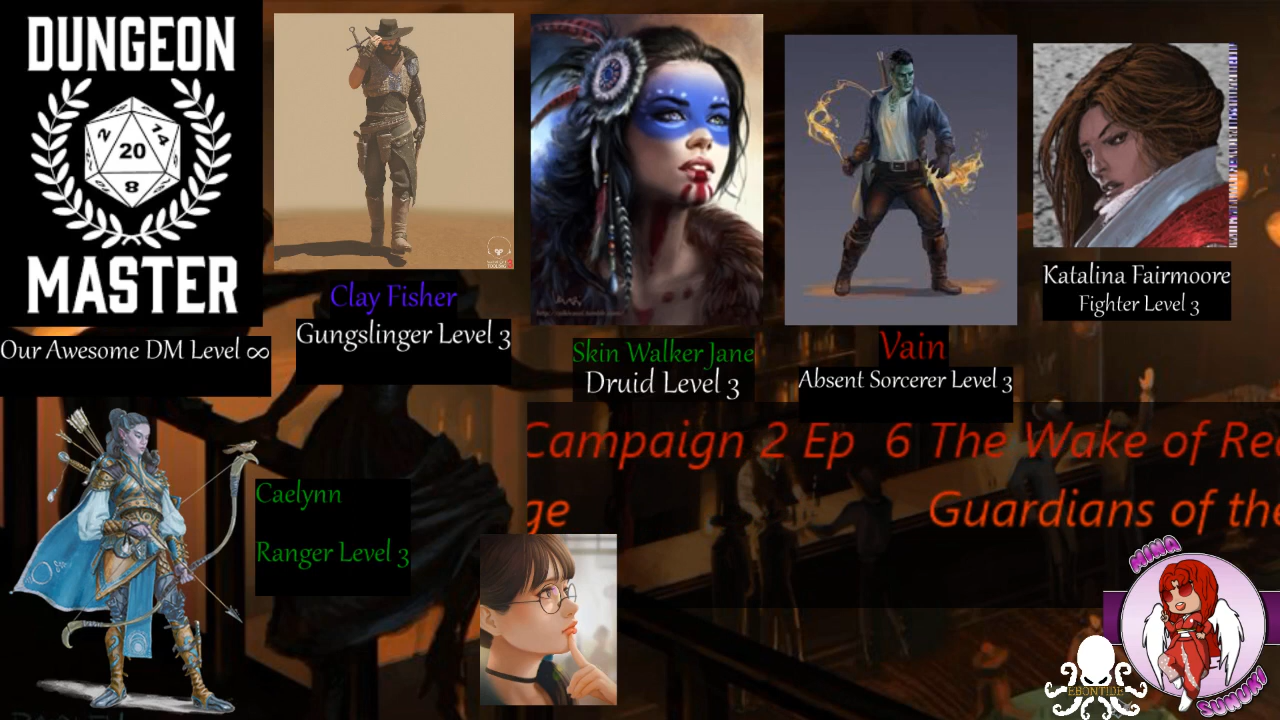 DUNGEON
2
14
20
8
MASTER
Our Awesome DM Level ∞
Clay Fisher
Gungslinger Level 3
Skin Walker Jane
Druid Level 3
Vain
Absent Sorcerer Level 3
Katalina Fairmoore
Fighter Level 3
Campaign 2 Ep 6 The Wake of Re
ge Guardians of the
Caelynn
Ranger Level 3
EBONTIDE